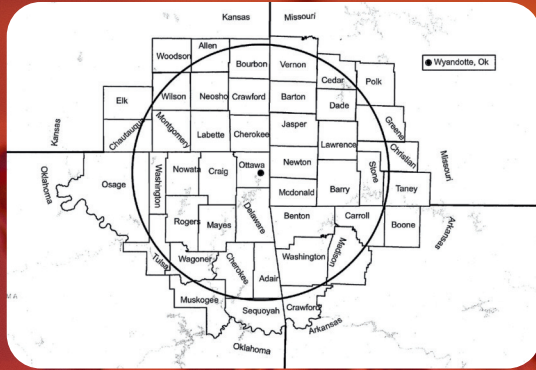 Kansas
Missouri
Allen
Woodson
Bourbon
Vernon
Cedar
Polk
Wyandotte, Ok
Elk
Wilson
Neosho
Crawford
Barton
Dade
Greene
Kansas
Chautauqua
Montgomery
Labette
Cherokee
Jasper
Lawrence
Christian
Missouri
Oklahoma
Osage
Washington
Nowata
Craig
Ottawa
Newton
Mcdonald
Barry
Stone
Taney
Rogers
Mayes
Delaware
Benton
Carroll
Boone
Arkansas
Tulsa
Wagoner
Cherokee
Adair
Washington
Madison
Muskogee
Sequoyah
Crawford
Arkansas
Oklahoma